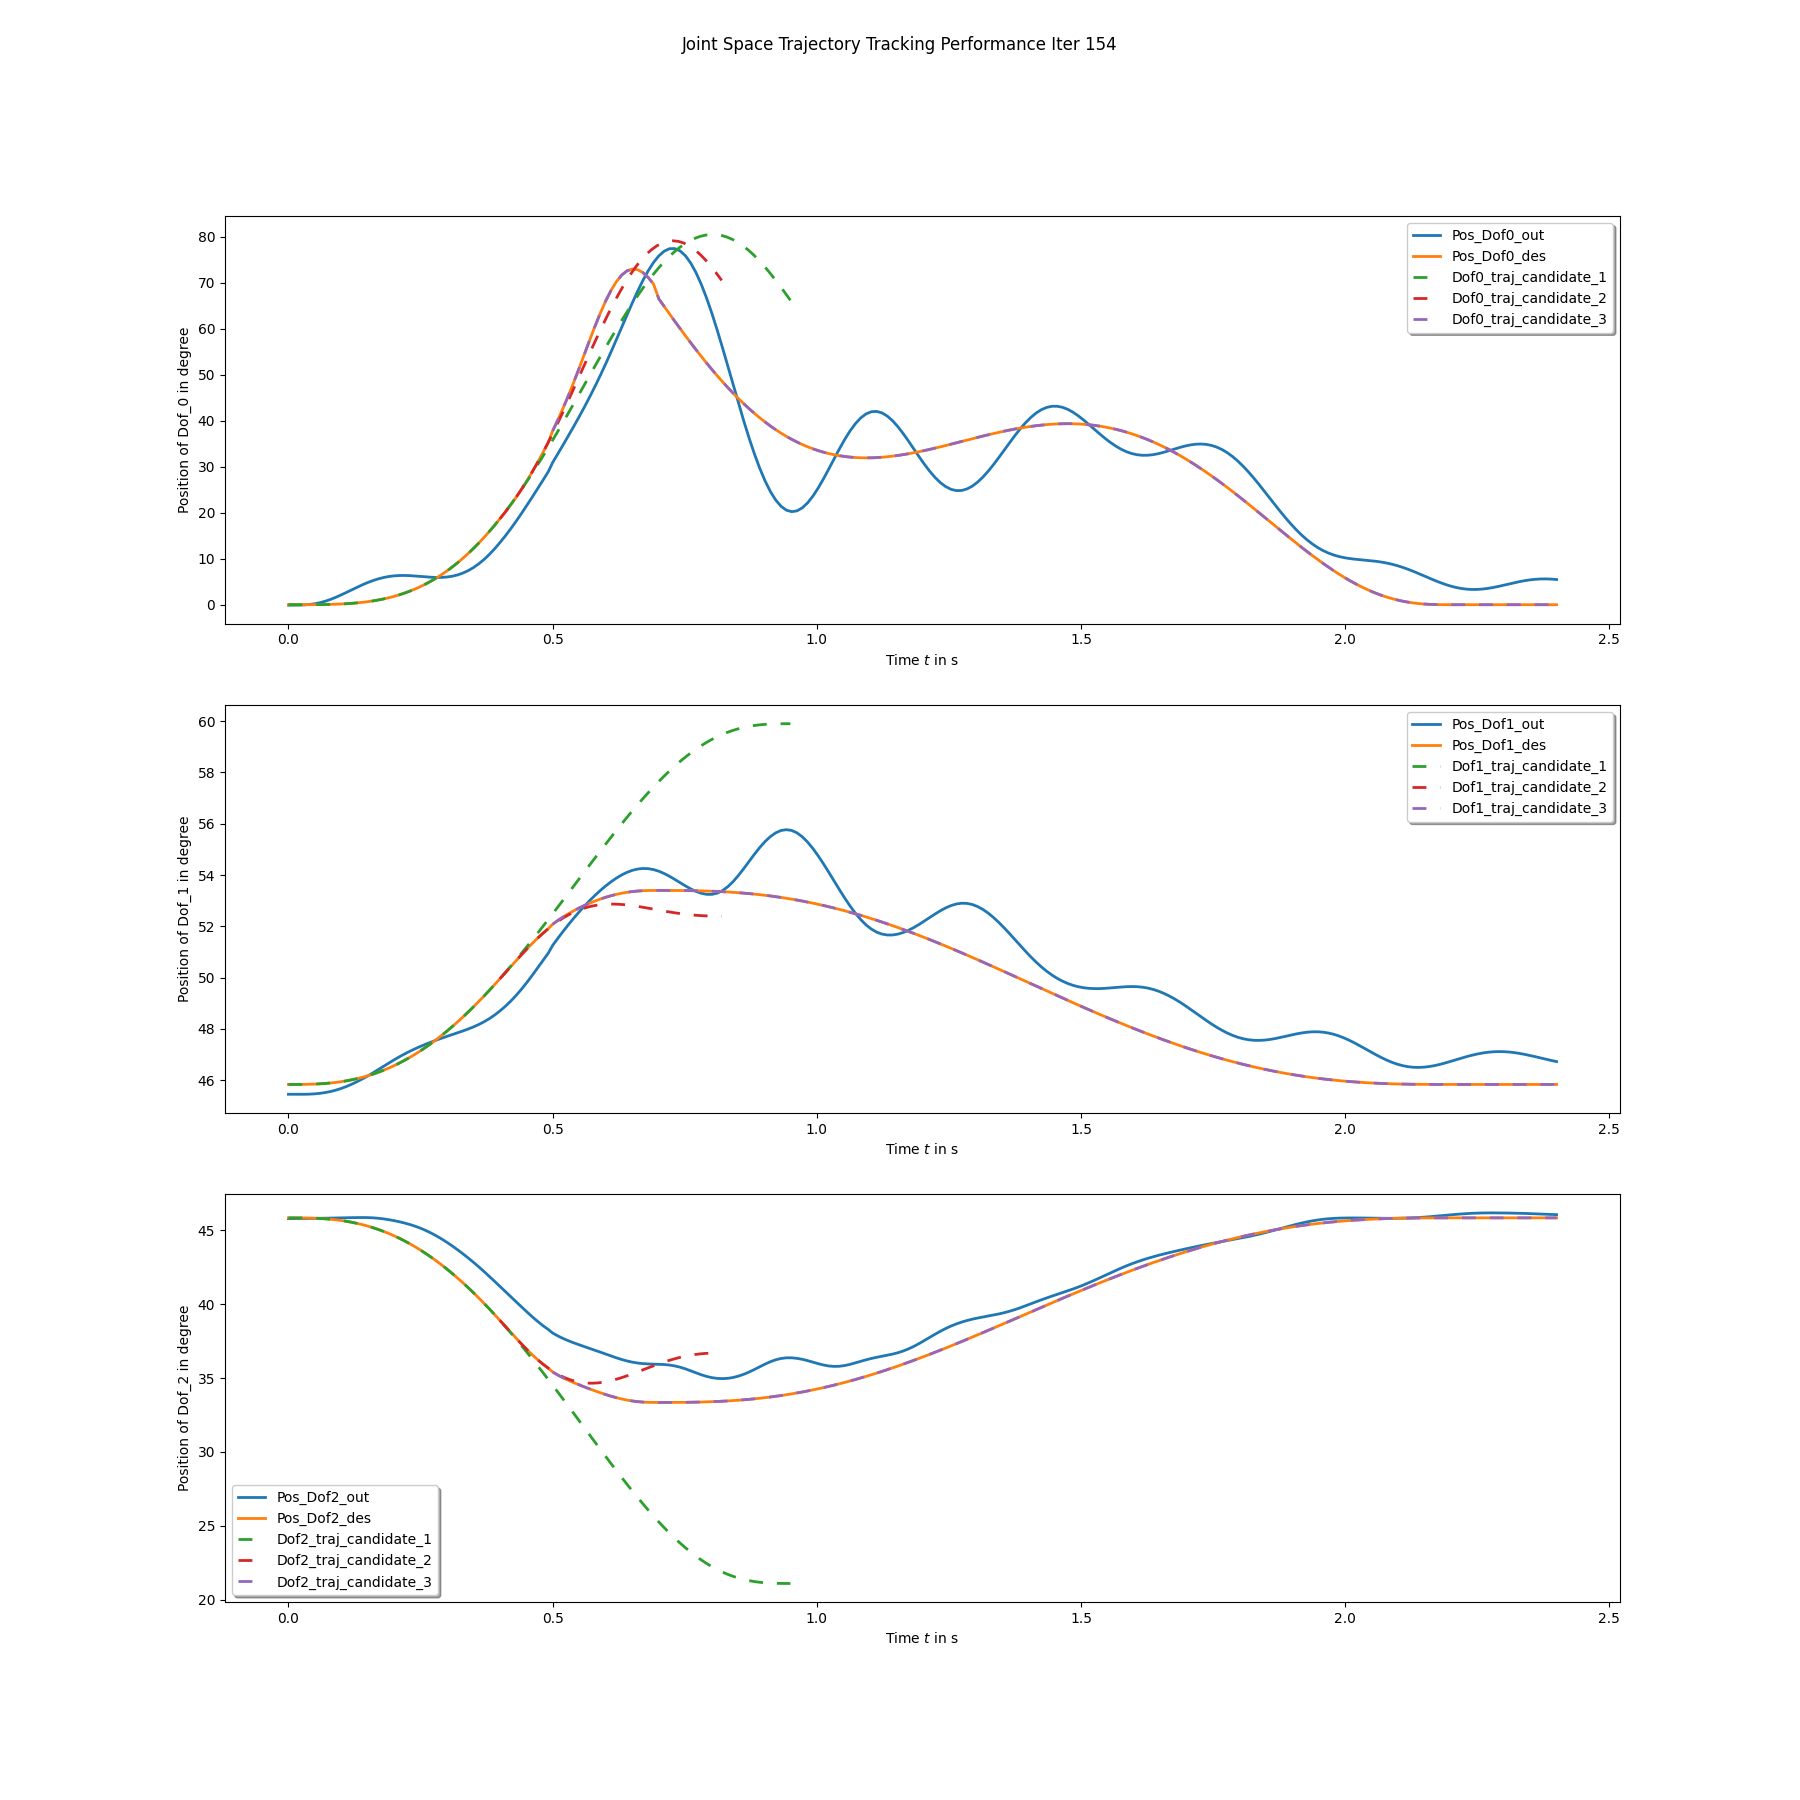 Joint Space Trajectory Tracking Performance Iter 154
Position of Dof_0 in degree
80
70
60
50
40
30
20
10
0
Pos_Dof0_out
Pos_Dof0_des
Dof0_traj_candidate_1
Dof0_traj_candidate_2
Dof0_traj_candidate_3
0.0 0.5 1.0 1.5 2.0 2.5
Time t in s
Position of Dof_1 in degree
60
58
56
54
52
50
48
46
Pos_Dof1_out
Pos_Dof1_des
Dof1_traj_candidate_1
Dof1_traj_candidate_2
Dof1_traj_candidate_3
0.0 0.5 1.0 1.5 2.0 2.5
Time t in s
Position of Dof_2 in degree
45
40
35
30
25
20
Pos_Dof2_out
Pos_Dof2_des
Dof2_traj_candidate_1
Dof2_traj_candidate_2
Dof2_traj_candidate_3
0.0 0.5 1.0 1.5 2.0 2.5
Time t in s